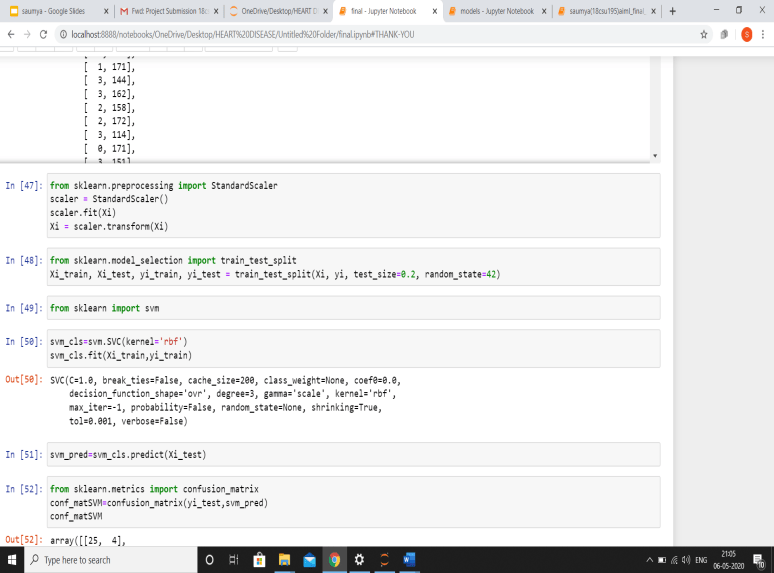 saumya - Google Slides
Fwd: Project Submission 18c
OneDrive/Desktop/HEART D
final - Jupyter Notebook
models - Jupyter Notebook
saumya(18csu195)aiml_final
localhost:8888/notebooks/OneDrive/Desktop/HEART%20DISEASE/Untitled%20Folder/final.ipynb#THANK-YOU
S
[ 1, 171],
[ 3, 144],
[ 3, 162],
[ 2, 158],
[ 2, 172],
[ 3, 114],
[ 0, 171],
[ 3, 151]
In [47]: from sklearn.preprocessing import StandardScaler
scaler = StandardScaler()
scaler.fit(Xi)
Xi = scaler.transform(Xi)
In [48]: from sklearn.model_selection import train_test_split
Xi_train, Xi_test, yi_train, yi_test = train_test_split(Xi, yi, test_size=0.2, random_state=42)
In [49]: from sklearn import svm
In [50]: svm_cls=svm.SVC(kernel='rbf')
svm_cls.fit(Xi_train,yi_train)
Out[50]: SVC(C=1.0, break_ties=False, cache_size=200, class_weight=None, coef0=0.0,
decision_function_shape='ovr', degree=3, gamma='scale', kernel='rbf',
max_iter=-1, probability=False, random_state=None, shrinking=True,
tol=0.001, verbose=False)
In [51]: svm_pred=svm_cls.predict(Xi_test)
In [52]: from sklearn.metrics import confusion_matrix
conf_matSVM=confusion_matrix(yi_test,svm_pred)
conf_matSVM
Out[52]: array([[25, 4],
Type here to search
ENG
21:05
06-05-2020
10